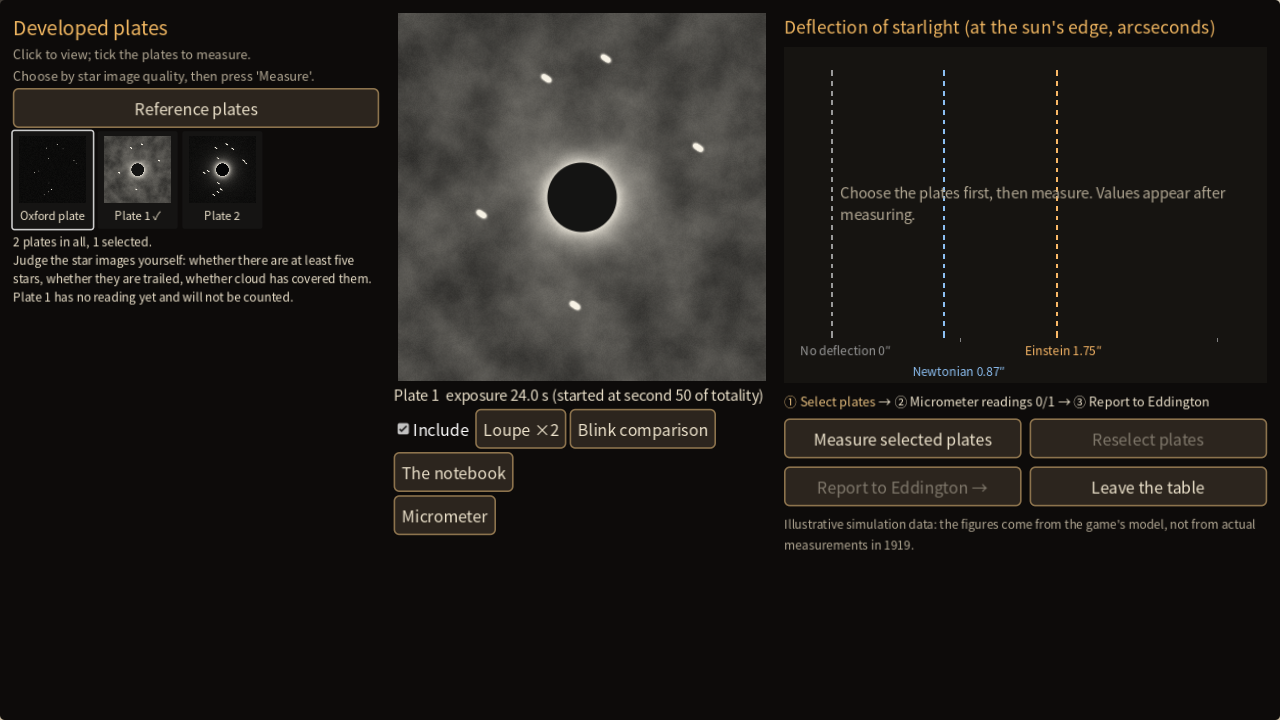 Developed plates
Click to view; tick the plates to measure.
Choose by star image quality, then press 'Measure'.
Reference plates
Oxford plate
Plate 1 ✓
Plate 2
2 plates in all, 1 selected.
Judge the star images yourself: whether there are at least five
stars, whether they are trailed, whether cloud has covered them.
Plate 1 has no reading yet and will not be counted.
Plate 1 exposure 24.0 s (started at second 50 of totality)
Include
Loupe ×2
Blink comparison
The notebook
Micrometer
Deflection of starlight (at the sun's edge, arcseconds)
Choose the plates first, then measure. Values appear after
measuring.
No deflection 0"
Einstein 1.75"
Newtonian 0.87"
① Select plates → ② Micrometer readings 0/1 → ③ Report to Eddington
Measure selected plates
Reselect plates
Report to Eddington →
Leave the table
Illustrative simulation data: the figures come from the game's model, not from actual
measurements in 1919.